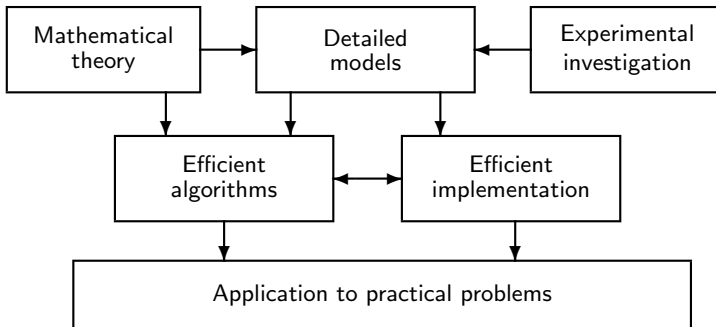 Mathematical
theory
Detailed
models
Experimental
investigation
Efficient
algorithms
Efficient
implementation
Application to practical problems